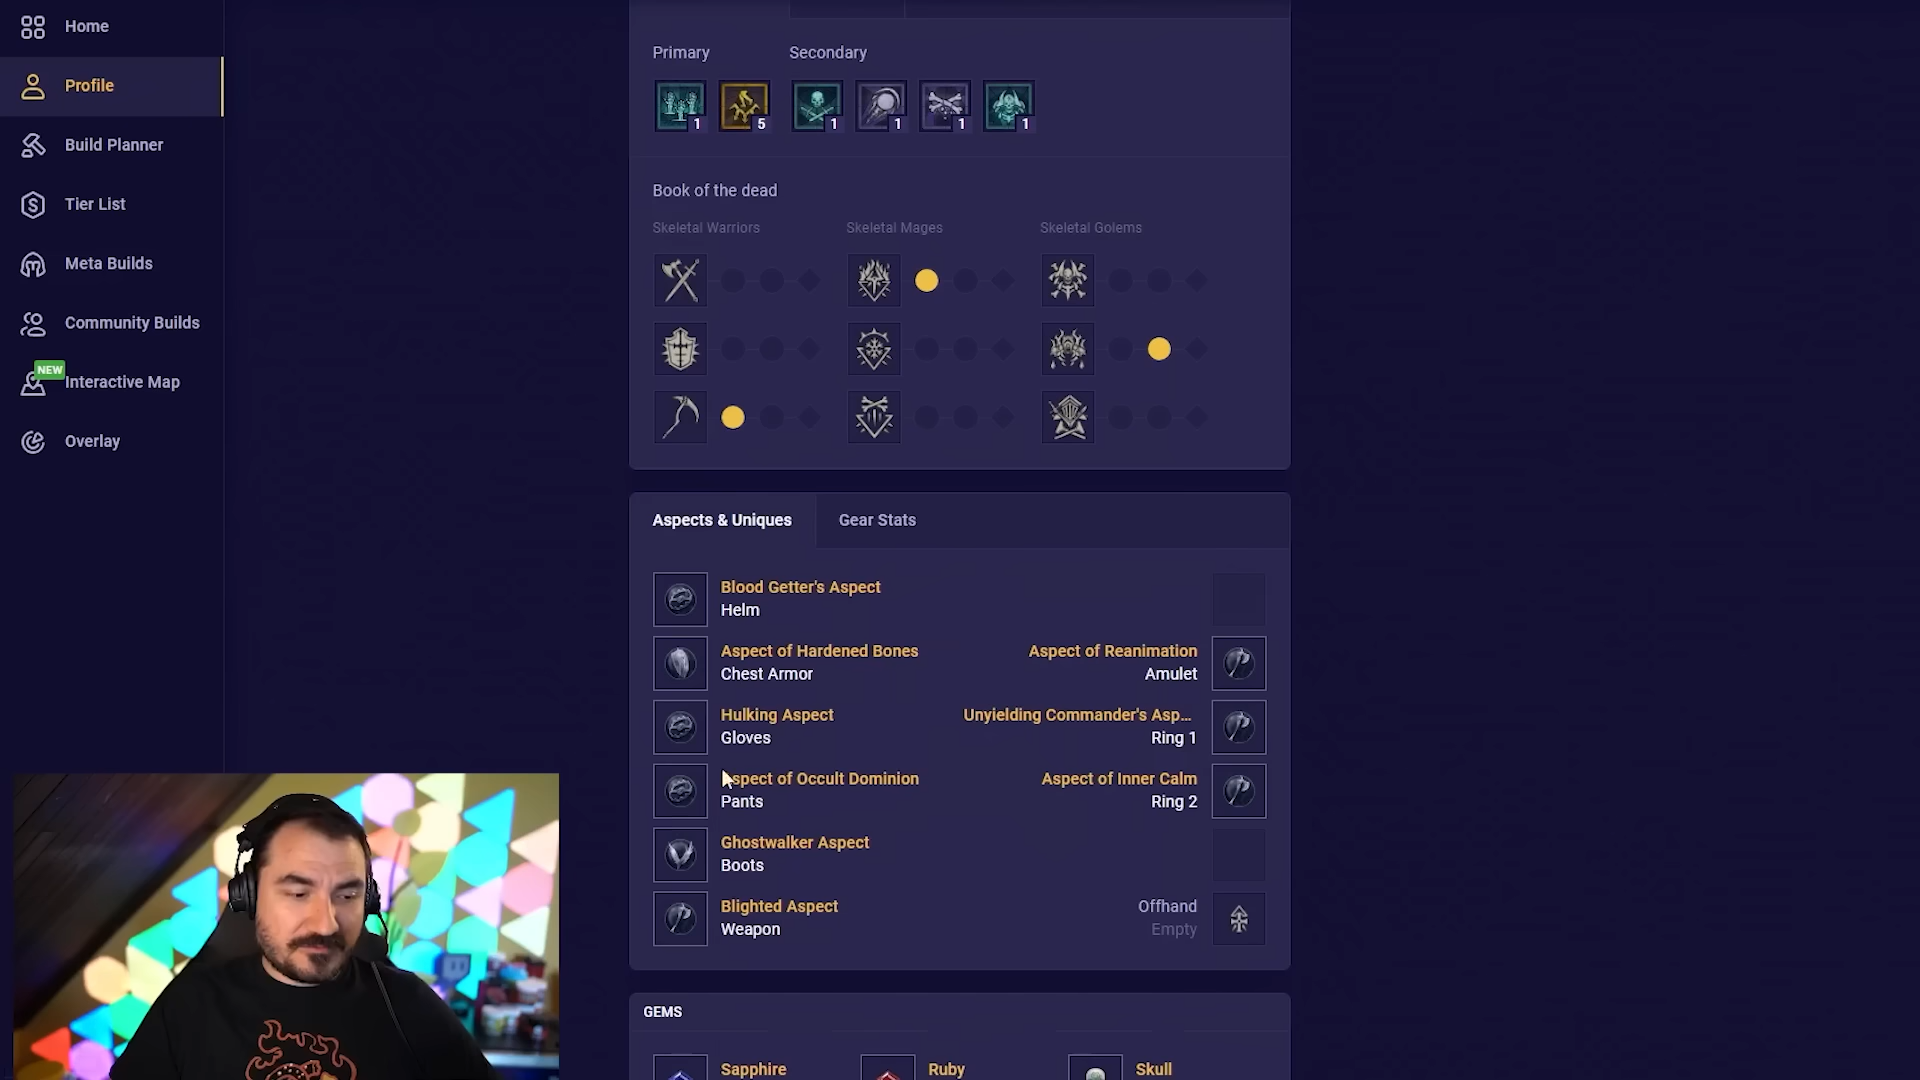 Home
Profile
Build Planner
Tier List
Meta Builds
Community Builds
NEW
Interactive Map
Overlay
Primary
Secondary
1
5
1
1
1
1
Book of the dead
Skeletal Warriors
Skeletal Mages
Skeletal Golems
Aspects & Uniques
Gear Stats
Blood Getter's Aspect
Helm
Aspect of Hardened Bones
Chest Armor
Aspect of Reanimation
Amulet
Hulking Aspect
Gloves
Unyielding Commander's Asp...
Ring 1
Aspect of Occult Dominion
Pants
Aspect of Inner Calm
Ring 2
Ghostwalker Aspect
Boots
Blighted Aspect
Weapon
Offhand
Empty
GEMS
Sapphire
Ruby
Skull